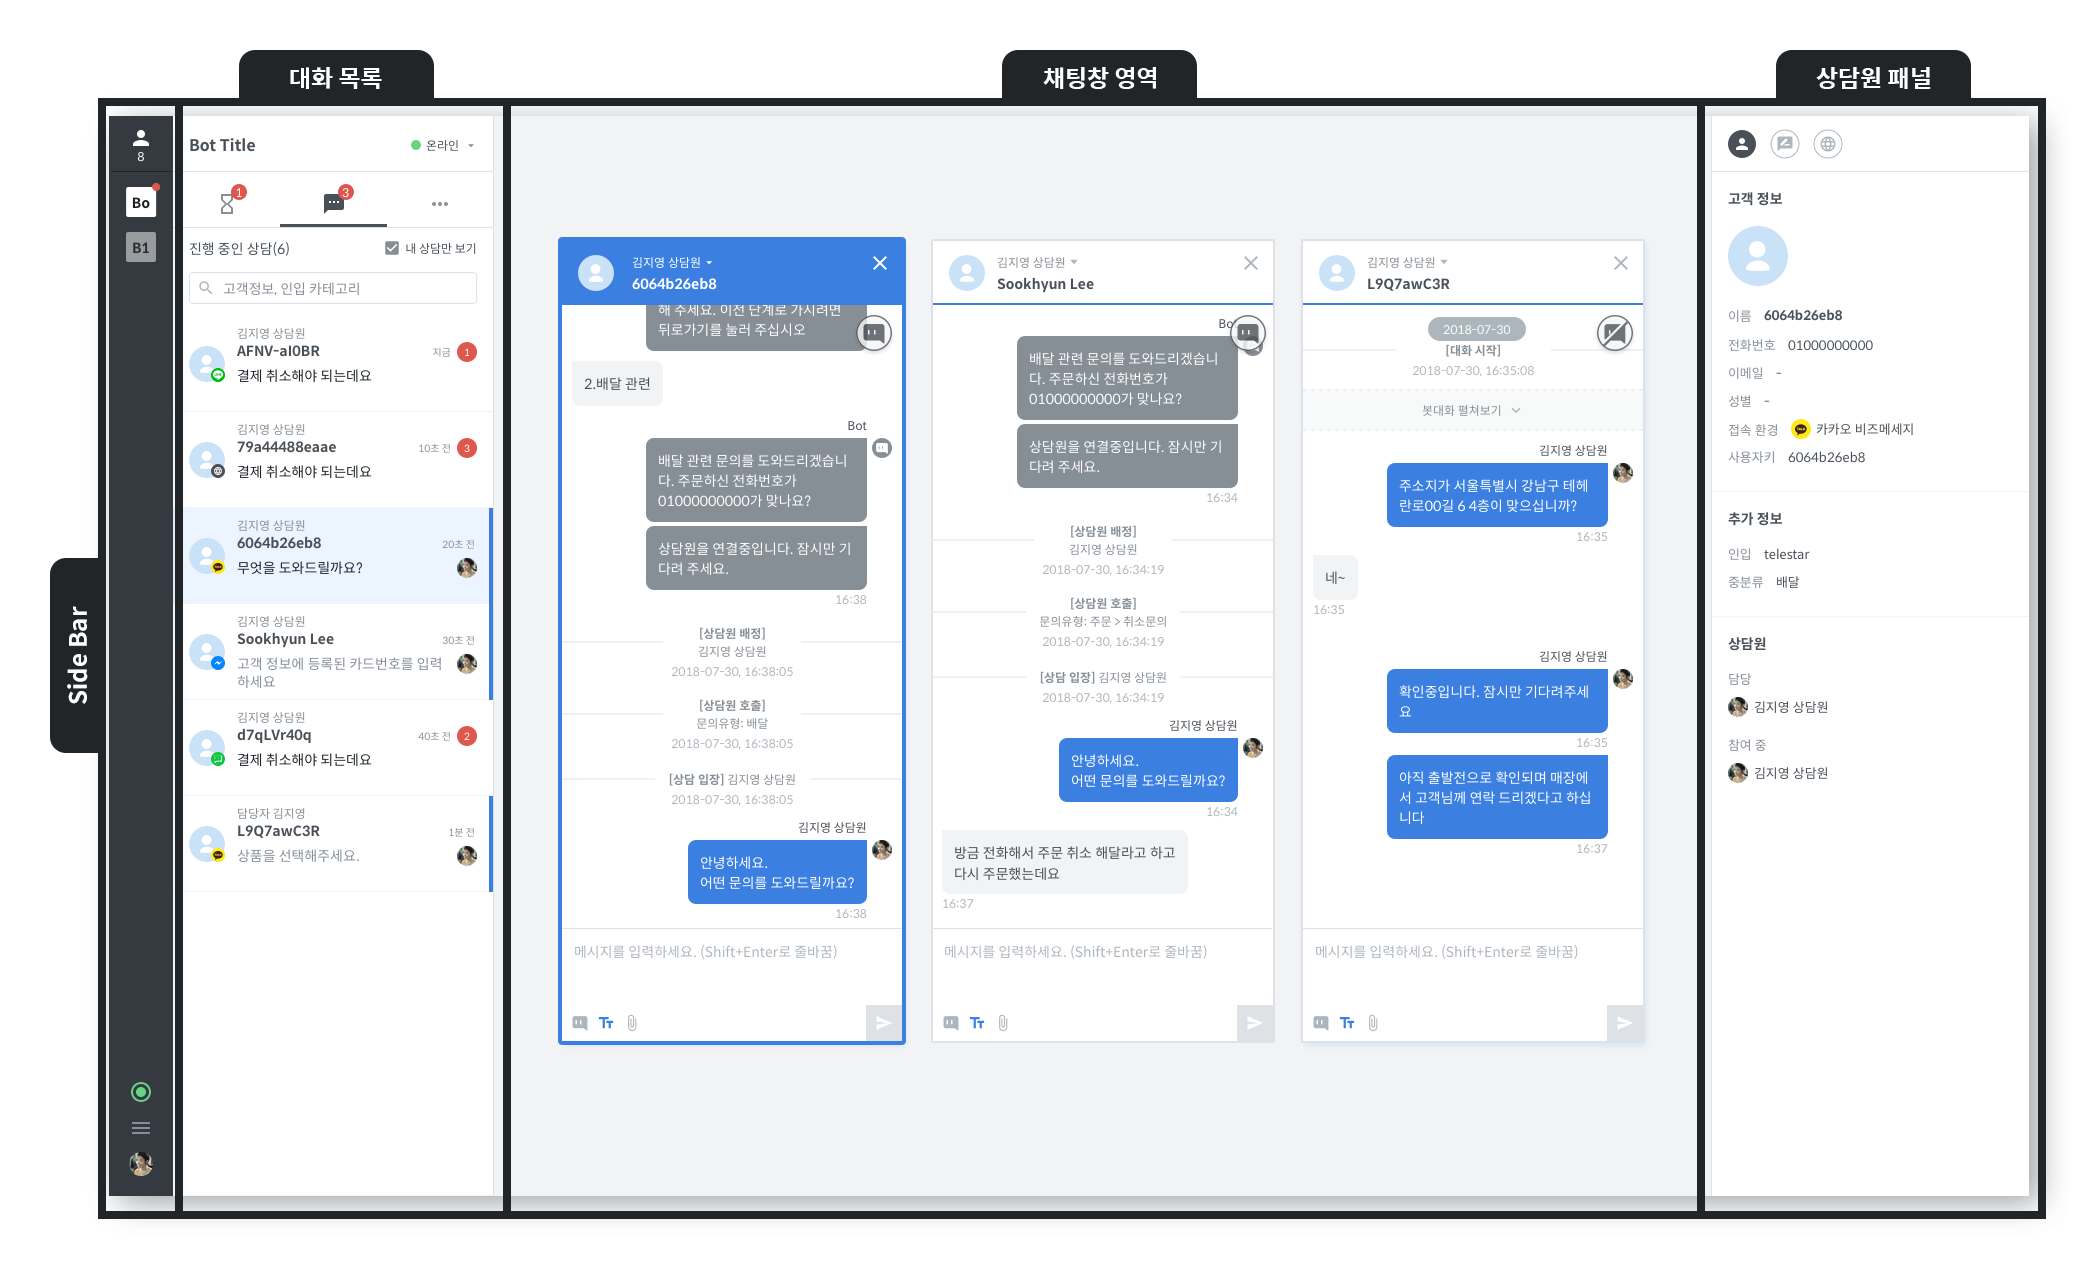 대화 목록
채팅창 영역
상담원 패널
Side Bar
8
Bo
B1
Bot Title
온라인
1
3
진행 중인 상담(6)
내 상담만 보기
고객정보, 인입 카테고리
김지영 상담원
AFNV-aI0BR
지금
1
결제 취소해야 되는데요
김지영 상담원
79a44488eaae
10초 전
3
결제 취소해야 되는데요
김지영 상담원
6064b26eb8
20초 전
무엇을 도와드릴까요?
김지영 상담원
Sookhyun Lee
30초 전
고객 정보에 등록된 카드번호를 입력
하세요
김지영 상담원
d7qLVr40q
40초 전
2
결제 취소해야 되는데요
담당자 김지영
L9Q7awC3R
1분 전
상품을 선택해주세요.
김지영 상담원
6064b26eb8
해 주세요. 이전 단계로 가시려면
뒤로가기를 눌러 주십시오
2.배달 관련
Bot
배달 관련 문의를 도와드리겠습니
다. 주문하신 전화번호가
01000000000가 맞나요?
상담원을 연결중입니다. 잠시만 기
다려 주세요.
16:38
[상담원 배정]
김지영 상담원
2018-07-30, 16:38:05
[상담원 호출]
문의유형: 배달
2018-07-30, 16:38:05
[상담 입장] 김지영 상담원
2018-07-30, 16:38:05
김지영 상담원
안녕하세요.
어떤 문의를 도와드릴까요?
16:38
메시지를 입력하세요. (Shift+Enter로 줄바꿈)
Tт
김지영 상담원
Sookhyun Lee
배달 관련 문의를 도와드리겠습니
다. 주문하신 전화번호가
01000000000가 맞나요?
상담원을 연결중입니다. 잠시만 기
다려 주세요.
16:34
[상담원 배정]
김지영 상담원
2018-07-30, 16:34:19
[상담원 호출]
문의유형: 주문 > 취소문의
2018-07-30, 16:34:19
[상담 입장] 김지영 상담원
2018-07-30, 16:34:19
김지영 상담원
안녕하세요.
어떤 문의를 도와드릴까요?
16:34
방금 전화해서 주문 취소 해달라고 하고
다시 주문했는데요
16:37
메시지를 입력하세요. (Shift+Enter로 줄바꿈)
Tт
김지영 상담원
L9Q7awC3R
2018-07-30
[대화 시작]
2018-07-30, 16:35:08
봇대화 펼쳐보기
김지영 상담원
주소지가 서울특별시 강남구 테헤
란로00길 6 4층이 맞으십니까?
16:35
네~
16:35
김지영 상담원
확인중입니다. 잠시만 기다려주세
요
16:35
아직 출발전으로 확인되며 매장에
서 고객님께 연락 드리겠다고 하십
니다
16:37
메시지를 입력하세요. (Shift+Enter로 줄바꿈)
Tт
고객 정보
이름 6064b26eb8
전화번호 01000000000
이메일 -
성별 -
접속 환경 카카오 비즈메세지
사용자키 6064b26eb8
추가 정보
인입 telestar
중분류 배달
상담원
담당
김지영 상담원
참여 중
김지영 상담원